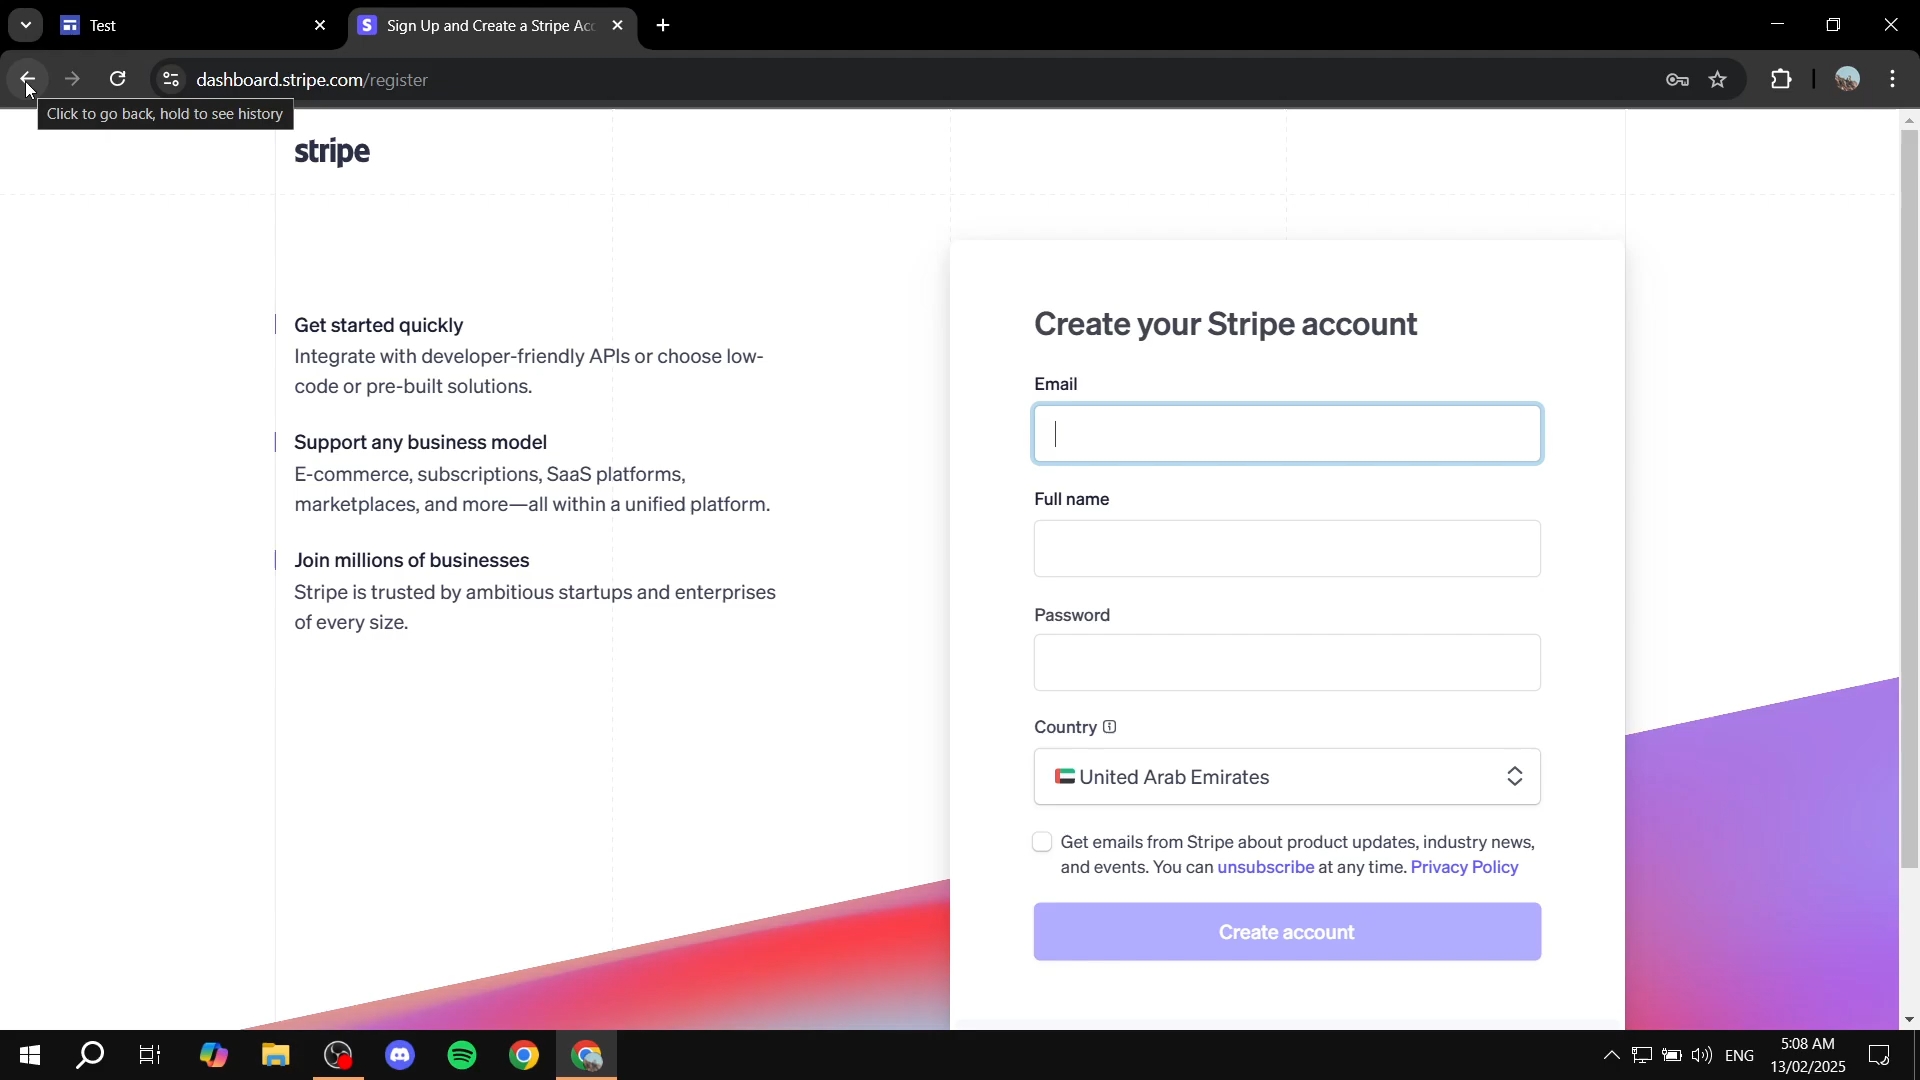 Test
Sign Up and Create a Stripe Acc
dashboard.stripe.com/register
Click to go back, hold to see history
stripe
Get started quickly
Integrate with developer-friendly APIs or choose low-
code or pre-built solutions.
Support any business model
E-commerce, subscriptions, SaaS platforms,
marketplaces, and more—all within a unified platform.
Join millions of businesses
Stripe is trusted by ambitious startups and enterprises
of every size.
Create your Stripe account
Email
Full name
Password
Country
United Arab Emirates
Get emails from Stripe about product updates, industry news,
and events. You can unsubscribe at any time. Privacy Policy
Create account
ENG
5:08 AM
13/02/2025